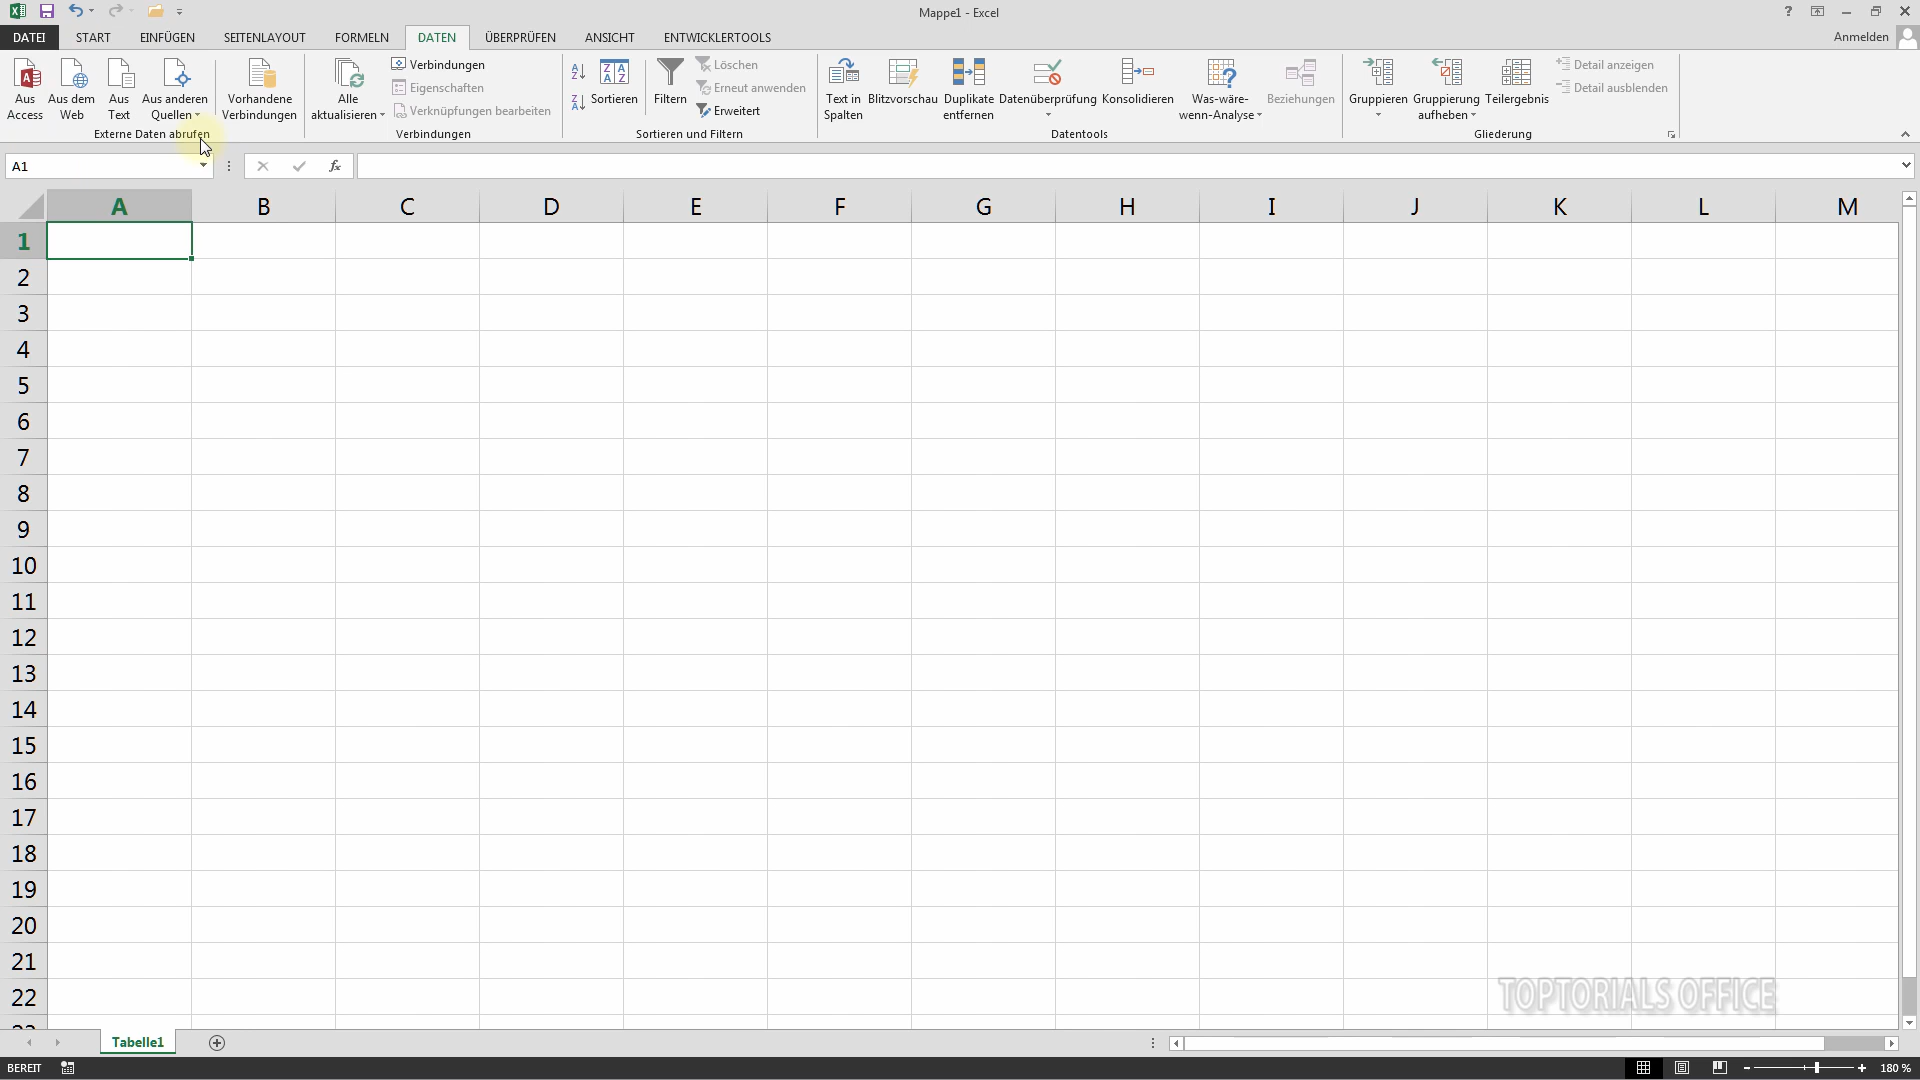 Mappe1 - Excel
?
DATEI START EINFÜGEN SEITENLAYOUT FORMELN DATEN ÜBERPRÜFEN ANSICHT ENTWICKLERTOOLS Anmelden
Aus Access
Aus dem Web
Aus Text
Aus anderen Quellen
Vorhandene Verbindungen
Externe Daten abrufen
Alle aktualisieren
Verbindungen
Eigenschaften
Verknüpfungen bearbeiten
Verbindungen
Sortieren
Filtern
Löschen
Erneut anwenden
Erweitert
Sortieren und Filtern
Text in Spalten
Blitzvorschau
Duplikate entfernen
Datenüberprüfung
Konsolidieren
Was-wäre-wenn-Analyse
Beziehungen
Datentools
Gruppieren
Gruppierung aufheben
Teilergebnis
Detail anzeigen
Detail ausblenden
Gliederung
A1
fx
A B C D E F G H I J K L M
1
2
3
4
5
6
7
8
9
10
11
12
13
14
15
16
17
18
19
20
21
22
23
TOPTORIALS OFFICE
Tabelle1
BEREIT
180 %